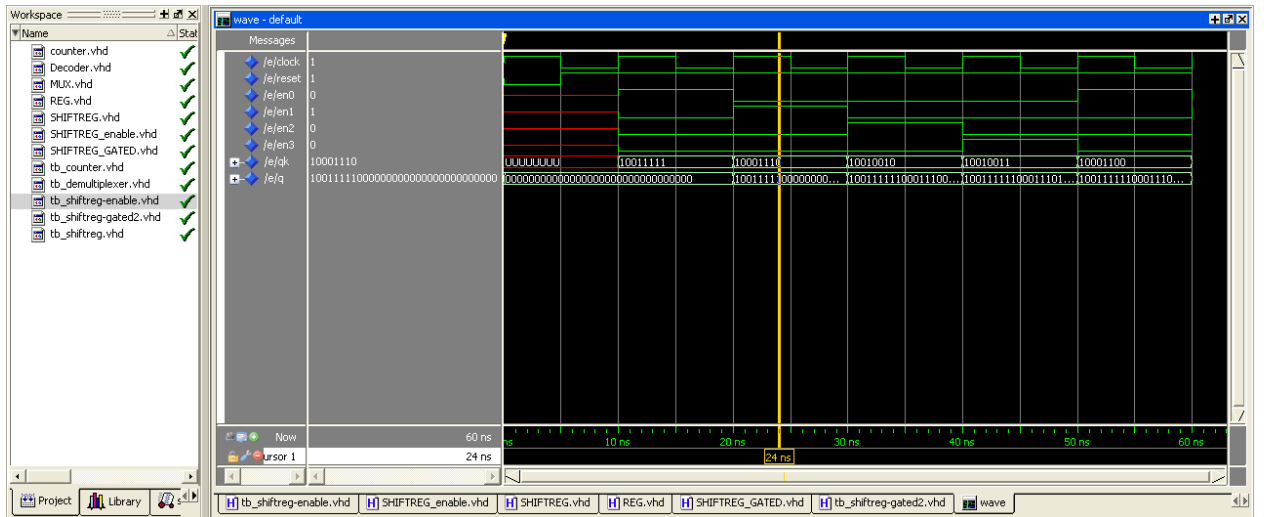 Workspace
Name Stat
counter.vhd
Decoder.vhd
MUX.vhd
REG.vhd
SHIFTREG.vhd
SHIFTREG_enable.vhd
SHIFTREG_GATED.vhd
tb_counter.vhd
tb_demultiplexer.vhd
tb_shiftreg-enable.vhd
tb_shiftreg-gated2.vhd
tb_shiftreg.vhd
Project Library s
wave - default
Messages
/e/clock 1
/e/reset 1
/e/en0 0
/e/en1 1
/e/en2 0
/e/en3 0
/e/qk 10001110 UUUUUUUU 10011111 10001110 10010010 10010011 10001100
/e/q 10011111000000000000000000000000 00000000000000000000000000000000 1001111100000000... 1001111110001110... 1001111110001110...
Now 60 ns
ns 10 ns 20 ns 30 ns 40 ns 50 ns 60 ns
ursor 1 24 ns 24 ns
tb_shiftreg-enable.vhd SHIFTREG_enable.vhd SHIFTREG.vhd REG.vhd SHIFTREG_GATED.vhd tb_shiftreg-gated2.vhd wave